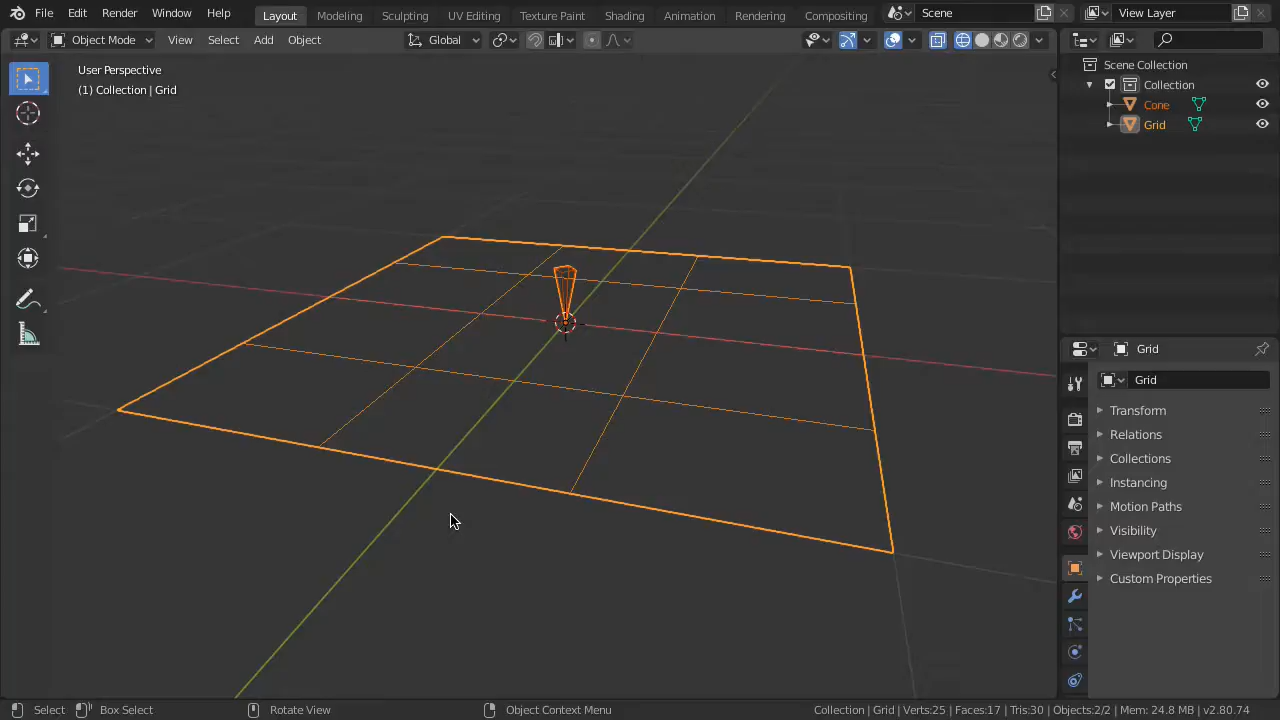 File Edit Render Window Help Layout Modeling Sculpting UV Editing Texture Paint Shading Animation Rendering Compositing Scene View Layer
Object Mode View Select Add Object Global
User Perspective
(1) Collection | Grid
Scene Collection
Collection
Cone
Grid
Grid
Grid
Transform
Relations
Collections
Instancing
Motion Paths
Visibility
Viewport Display
Custom Properties
Select Box Select Rotate View Object Context Menu Collection | Grid | Verts:25 | Faces:17 | Tris:30 | Objects:2/2 | Mem: 24.8 MB | v2.80.74